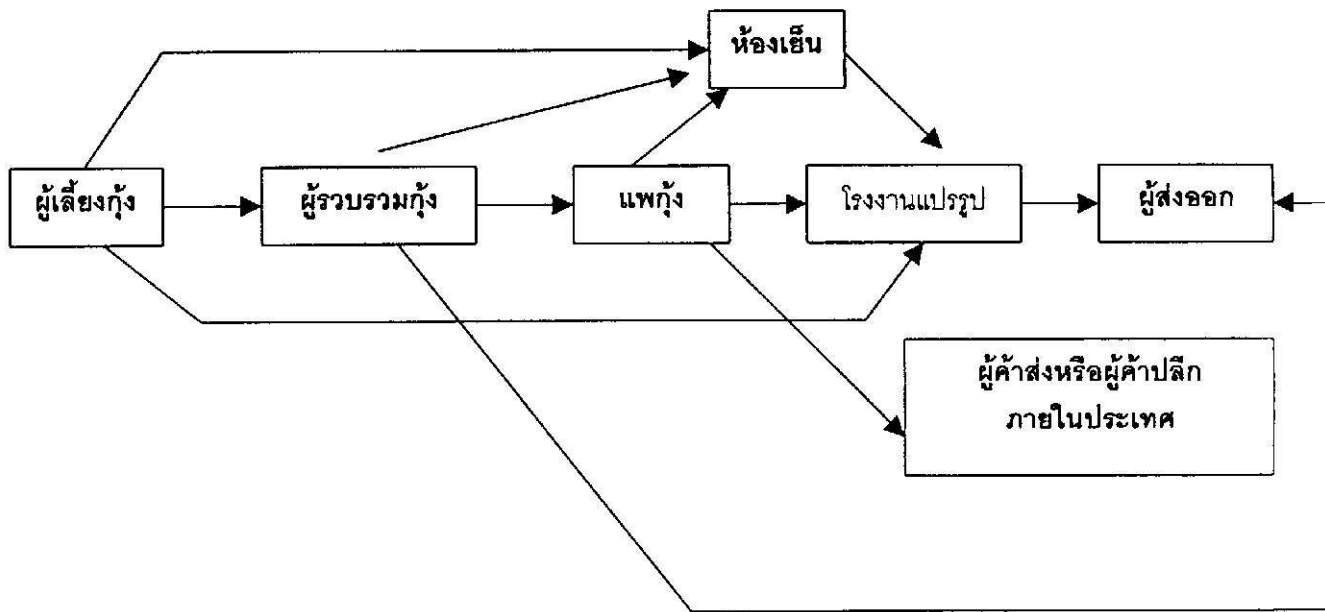 ห้องเย็น
ผู้เลี้ยงกุ้ง
ผู้รวบรวมกุ้ง
แพกุ้ง
โรงงานแปรรูป
ผู้ส่งออก
ผู้ค้าส่งหรือผู้ค้าปลีก
ภายในประเทศ